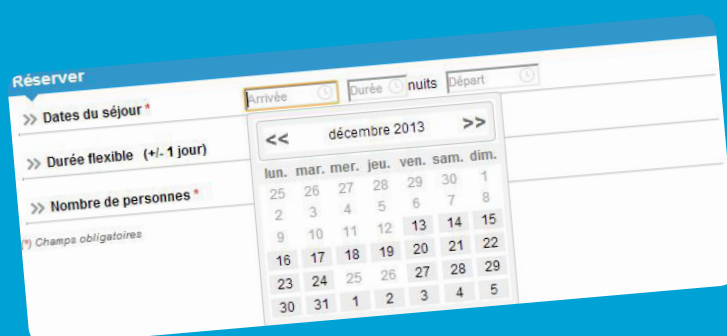 Réserver
>> Dates du séjour * Arrivée Durée nuits Départ
>> Durée flexible (+/- 1 jour)
>> Nombre de personnes *
(*) Champs obligatoires
<< décembre 2013 >>
lun. mar. mer. jeu. ven. sam. dim.
25 26 27 28 29 30 1
2 3 4 5 6 7 8
9 10 11 12 13 14 15
16 17 18 19 20 21 22
23 24 25 26 27 28 29
30 31 1 2 3 4 5